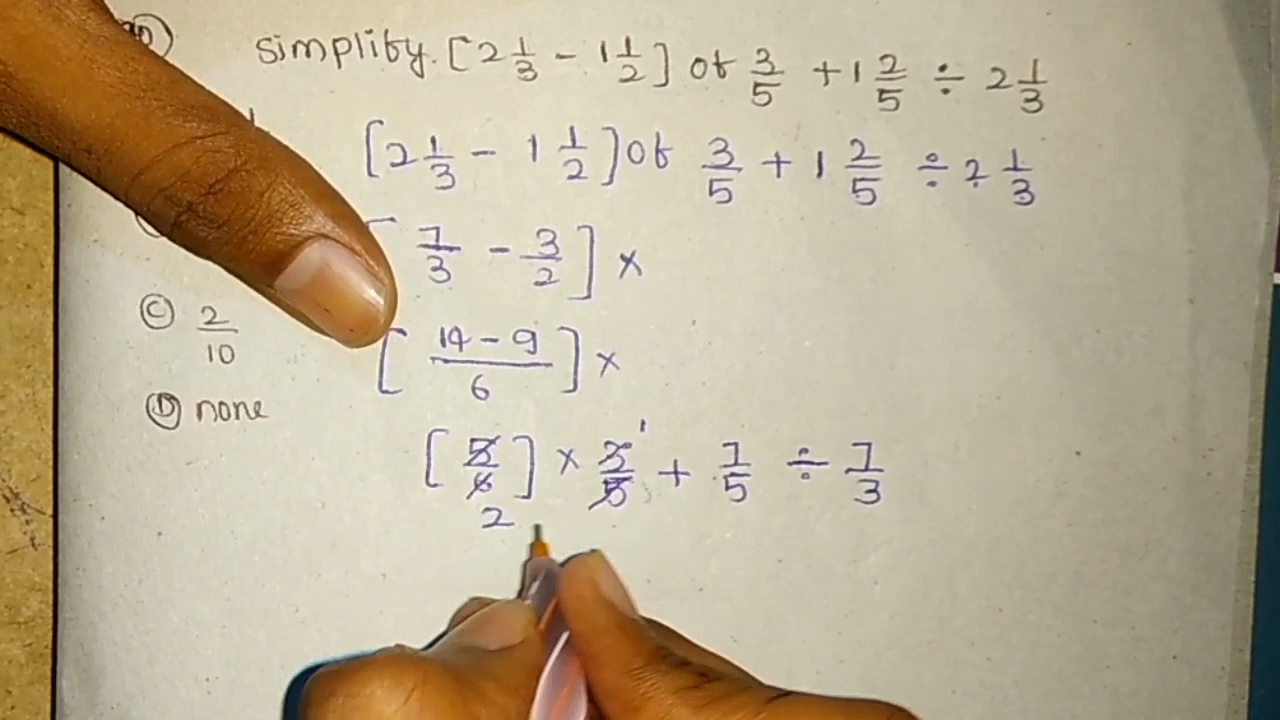 Simplify. [2 1/3 - 1 1/2] of 3/5 + 1 2/5 ÷ 2 1/3
[2 1/3 - 1 1/2] of 3/5 + 1 2/5 ÷ 2 1/3
[7/3 - 3/2] ×
[(14 - 9)/6] ×
[5/6] × 3/5 + 7/5 ÷ 7/3
2 1
Ⓒ 2/10
Ⓓ none